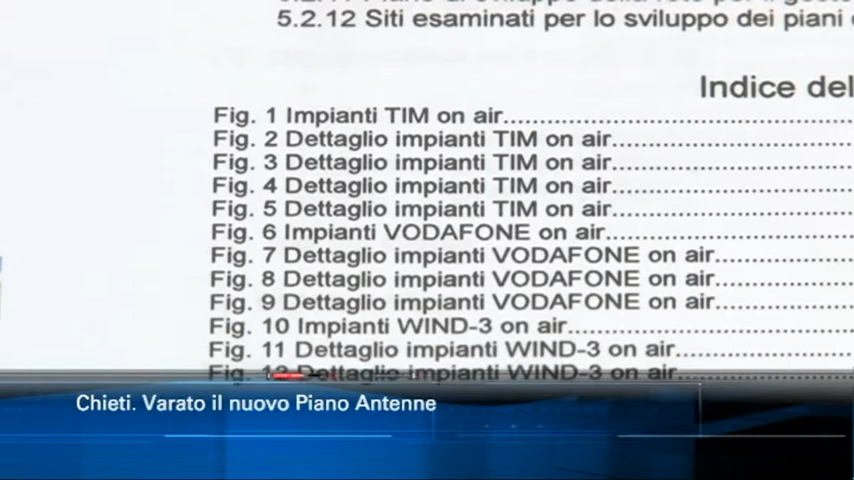 5.2.12 Siti esaminati per lo sviluppo dei piani
Indice del
Fig. 1 Impianti TIM on air
Fig. 2 Dettaglio impianti TIM on air
Fig. 3 Dettaglio impianti TIM on air
Fig. 4 Dettaglio impianti TIM on air
Fig. 5 Dettaglio impianti TIM on air
Fig. 6 Impianti VODAFONE on air
Fig. 7 Dettaglio impianti VODAFONE on air
Fig. 8 Dettaglio impianti VODAFONE on air
Fig. 9 Dettaglio impianti VODAFONE on air
Fig. 10 Impianti WIND-3 on air
Fig. 11 Dettaglio impianti WIND-3 on air
Fig. 12 Dettaglio impianti WIND-3 on air
Chieti. Varato il nuovo Piano Antenne